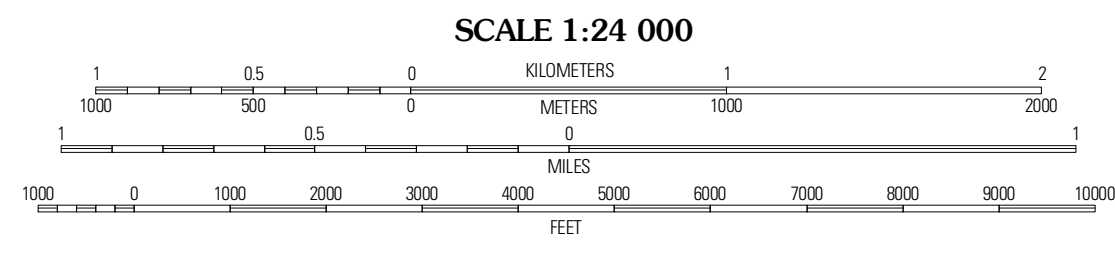 SCALE 1:24 000
1 0.5 0 KILOMETERS 1 2
1000 500 0 METERS 1000 2000
1 0.5 0 1
MILES
1000 0 1000 2000 3000 4000 5000 6000 7000 8000 9000 10000
FEET